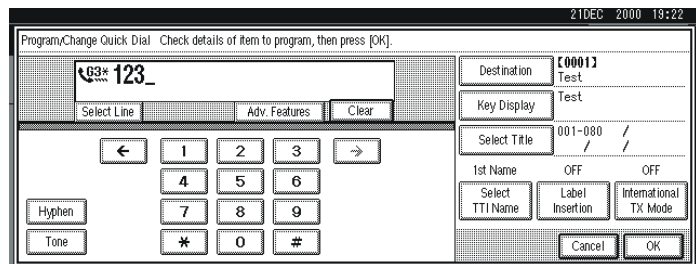 21DEC 2000 19:22
Program/Change Quick Dial Check details of item to program, then press [OK].
G3* 123_
Select Line Adv. Features Clear
← 1 2 3 →
4 5 6
Hyphen 7 8 9
Tone * 0 #
Destination 【0001】
Test
Key Display Test
Select Title 001-080 /
/ /
1st Name OFF OFF
Select TTI Name
Label Insertion
International TX Mode
Cancel OK